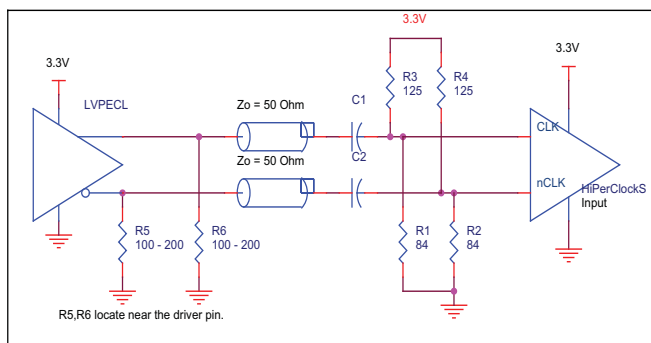 3.3V
3.3V
3.3V
LVPECL
R3
125
R4
125
Zo = 50 Ohm
C1
CLK
Zo = 50 Ohm
C2
nCLK
HiPerClockS
Input
R5
100 - 200
R6
100 - 200
R1
84
R2
84
R5,R6 locate near the driver pin.